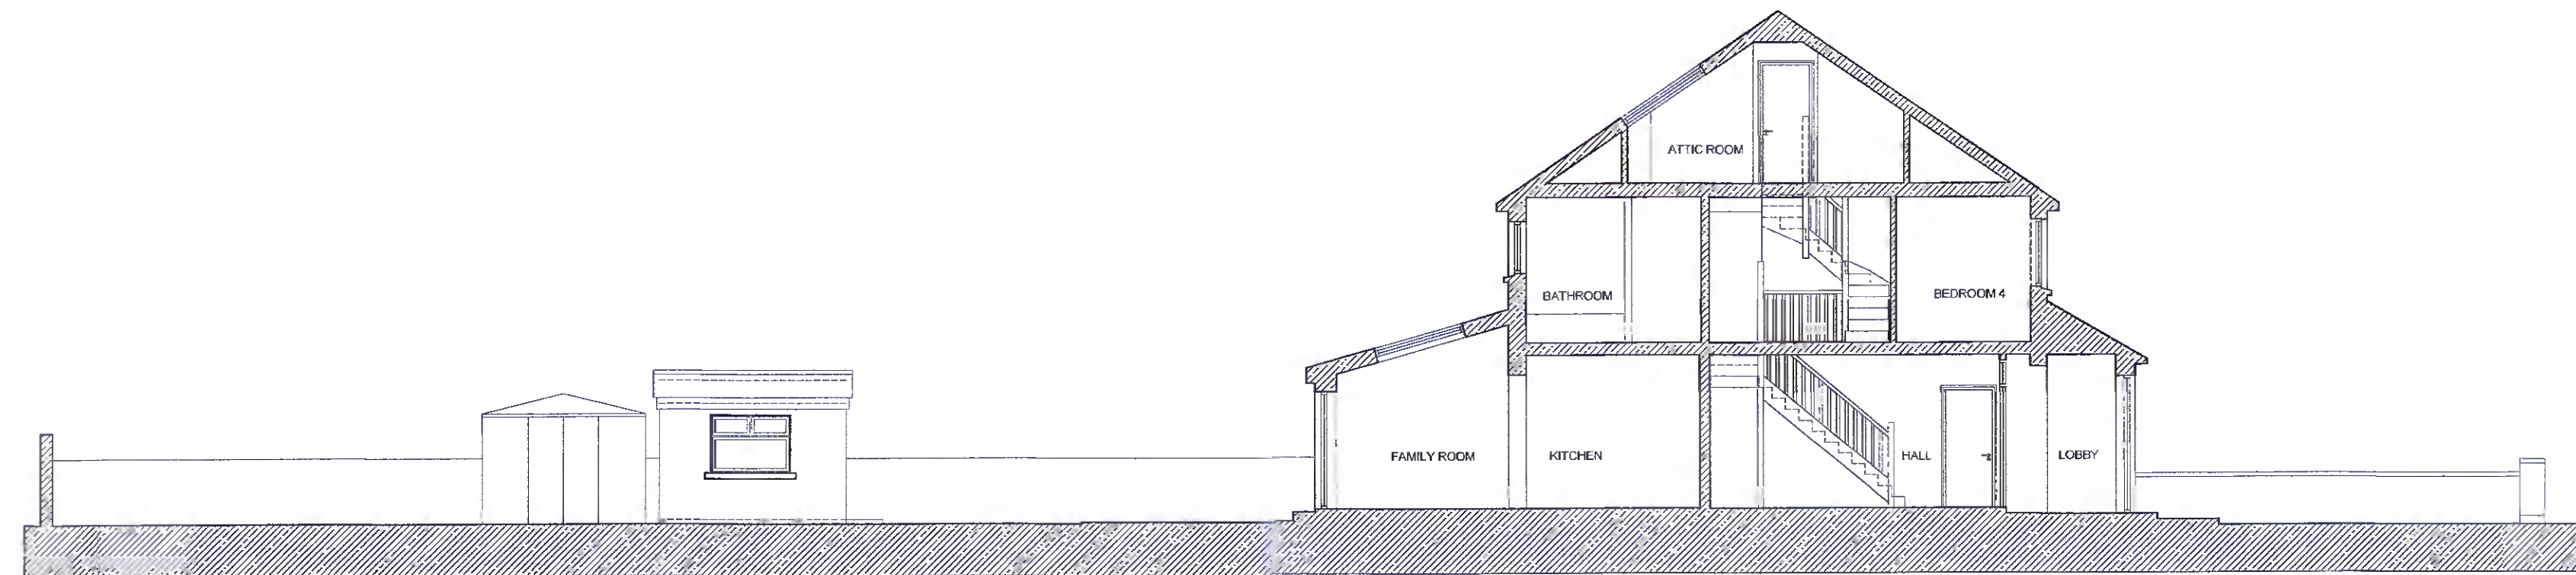 ATTIC ROOM
BATHROOM
BEDROOM 4
FAMILY ROOM
KITCHEN
HALL
LOBBY